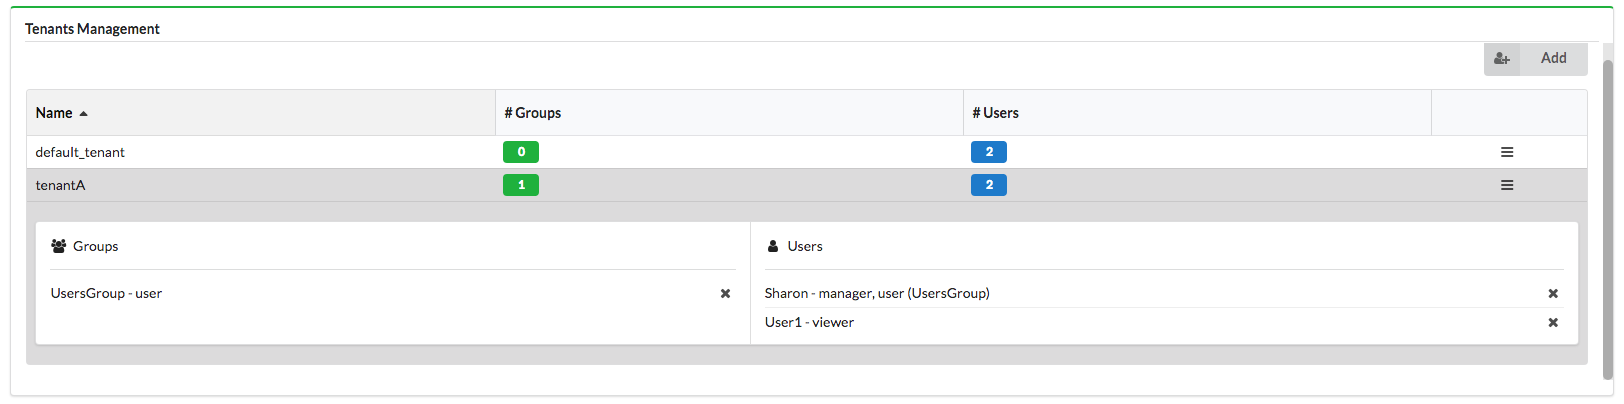 Tenants Management
Add
Name # Groups # Users
default_tenant 0 2
tenantA 1 2
Groups Users
UsersGroup - user Sharon - manager, user (UsersGroup)
User1 - viewer